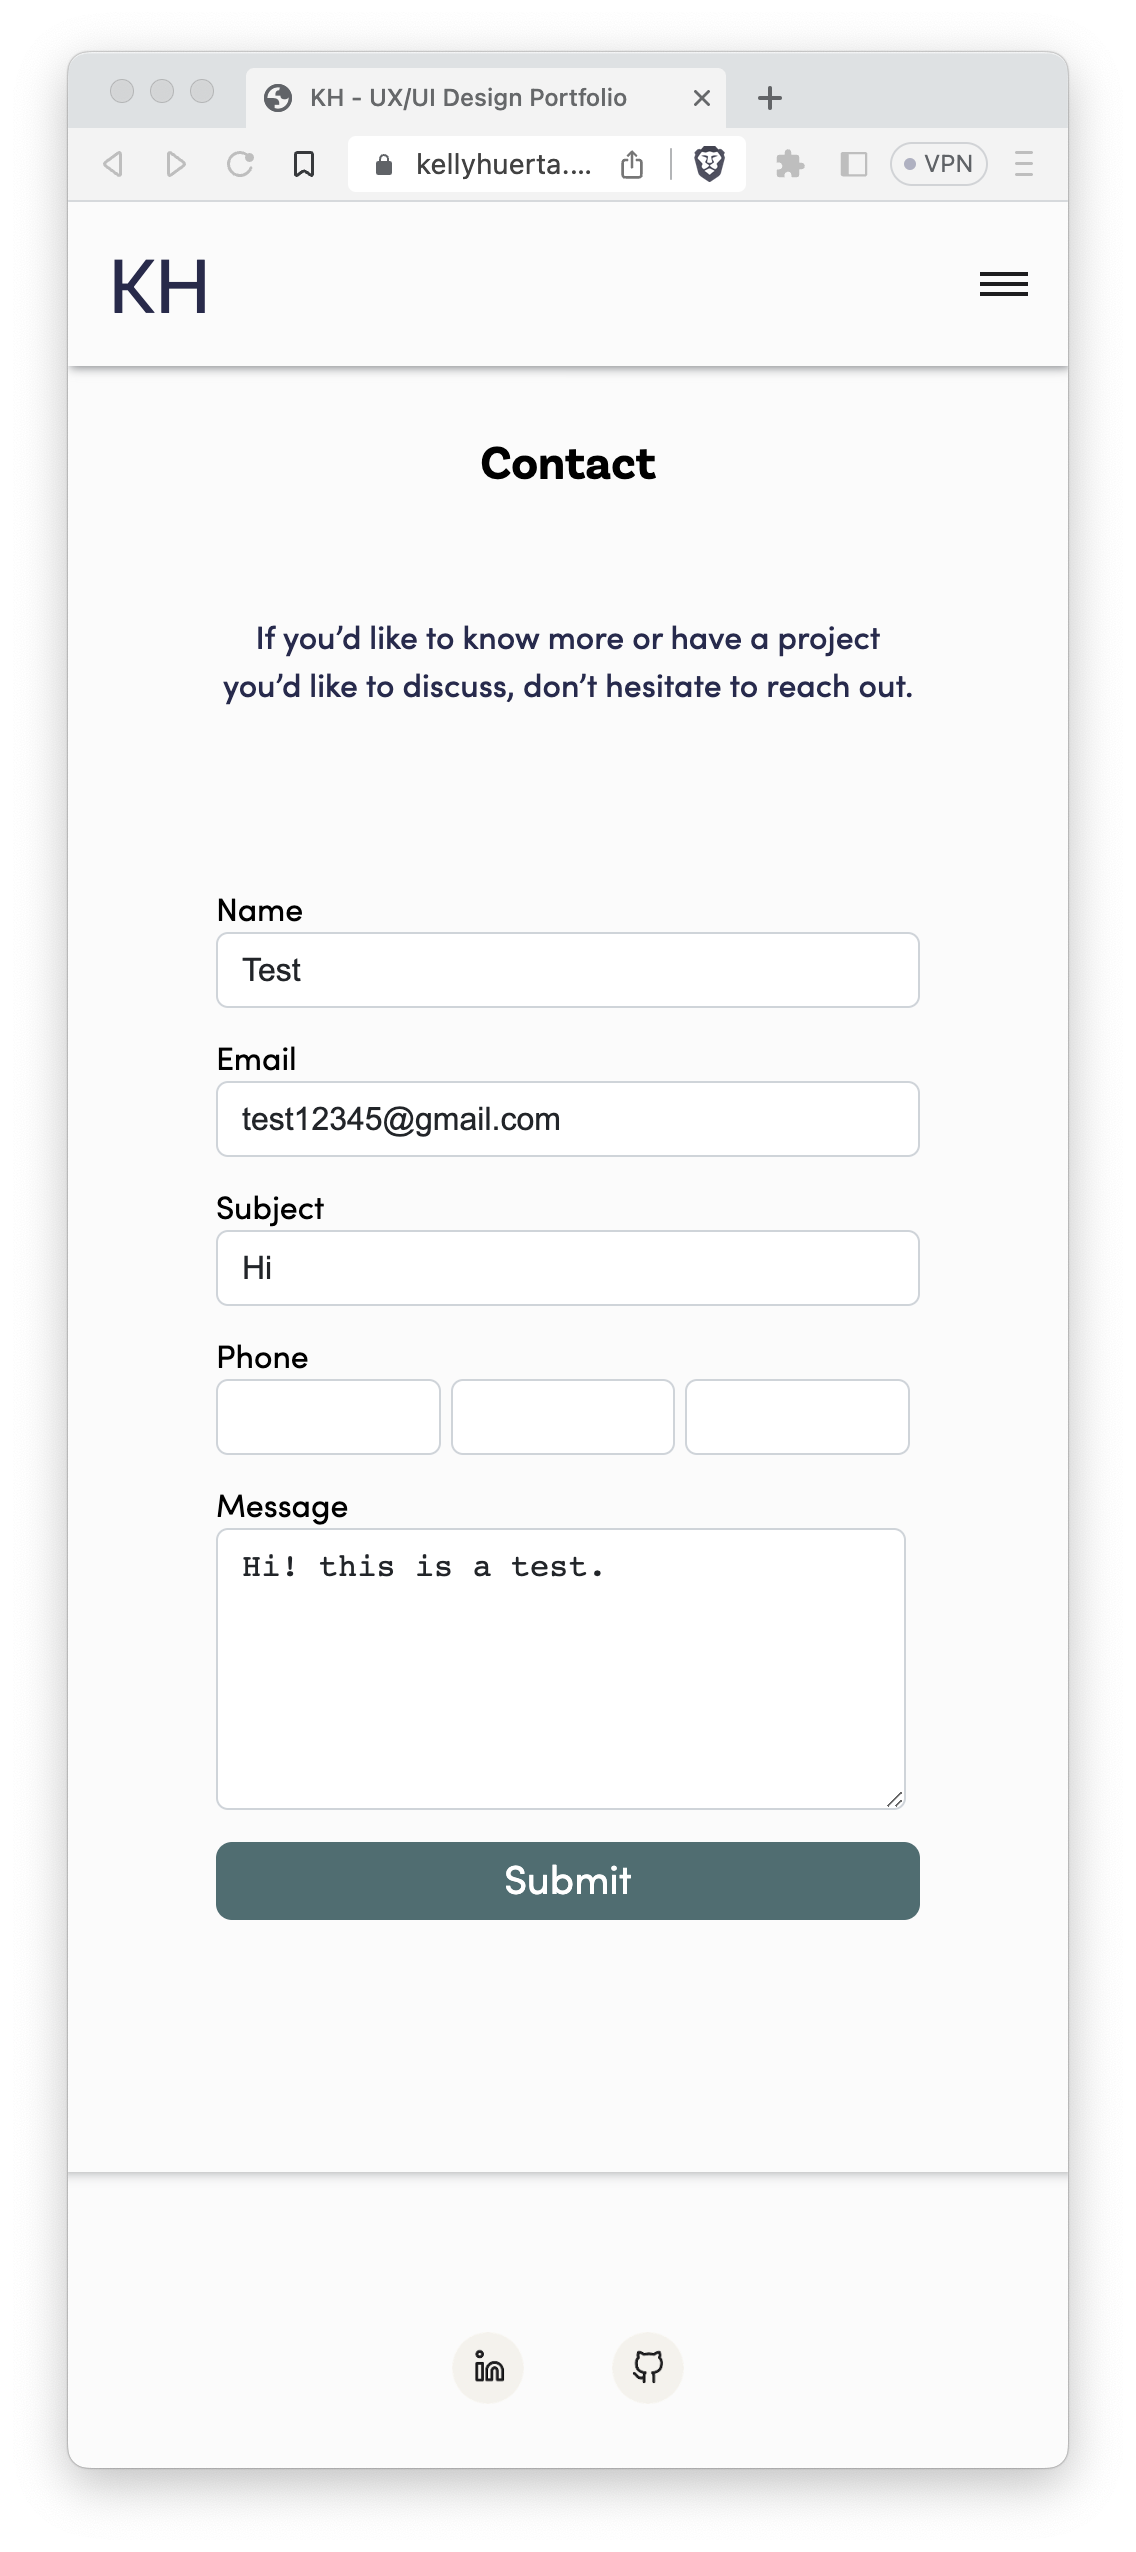 KH - UX/UI Design Portfolio
kellyhuerta....
VPN
KH
Contact
If you’d like to know more or have a project
you’d like to discuss, don’t hesitate to reach out.
Name
Test
Email
test12345@gmail.com
Subject
Hi
Phone
Message
Hi! this is a test.
Submit
in